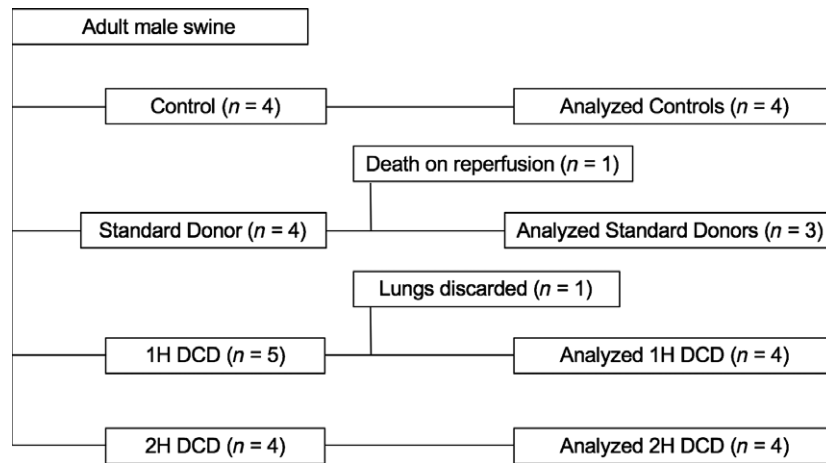 Adult male swine
Control (n = 4)
Analyzed Controls (n = 4)
Death on reperfusion (n = 1)
Standard Donor (n = 4)
Analyzed Standard Donors (n = 3)
Lungs discarded (n = 1)
1H DCD (n = 5)
Analyzed 1H DCD (n = 4)
2H DCD (n = 4)
Analyzed 2H DCD (n = 4)